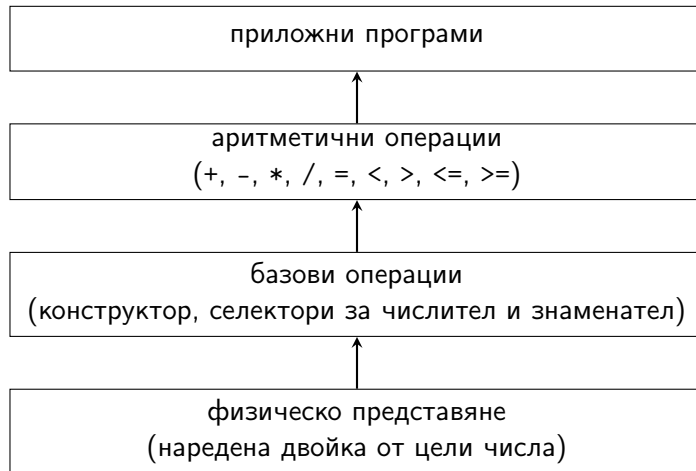 приложни програми
аритметични операции
(+, -, *, /, =, <, >, <=, >=)
базови операции
(конструктор, селектори за числител и знаменател)
физическо представяне
(наредена двойка от цели числа)